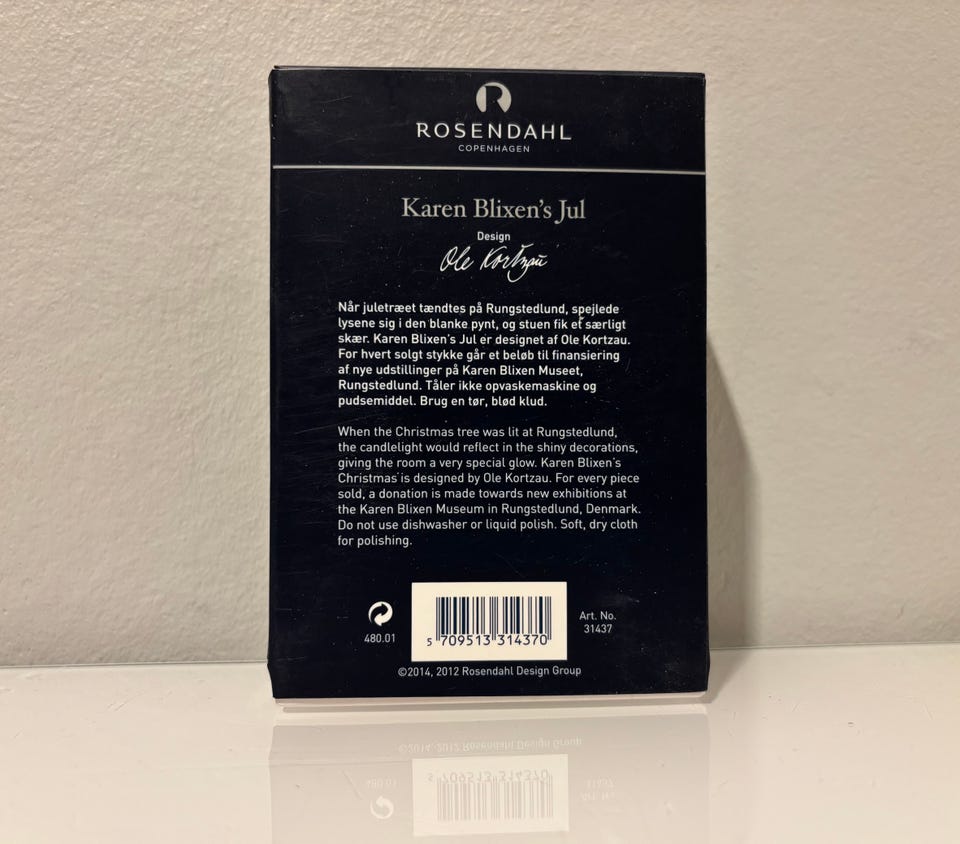 ROSENDAHL
COPENHAGEN
Karen Blixen's Jul
Design
Ole Kortzau
Når juletræet tændtes på Rungstedlund, spejlede
lysene sig i den blanke pynt, og stuen fik et særligt
skær. Karen Blixen's Jul er designet af Ole Kortzau.
For hvert solgt stykke går et beløb til finansiering
af nye udstillinger på Karen Blixen Museet,
Rungstedlund. Tåler ikke opvaskemaskine og
pudsemiddel. Brug en tør, blød klud.
When the Christmas tree was lit at Rungstedlund,
the candlelight would reflect in the shiny decorations,
giving the room a very special glow. Karen Blixen's
Christmas is designed by Ole Kortzau. For every piece
sold, a donation is made towards new exhibitions at
the Karen Blixen Museum in Rungstedlund, Denmark.
Do not use dishwasher or liquid polish. Soft, dry cloth
for polishing.
480.01
5 709513 314370
Art. No.
31437
©2014, 2012 Rosendahl Design Group